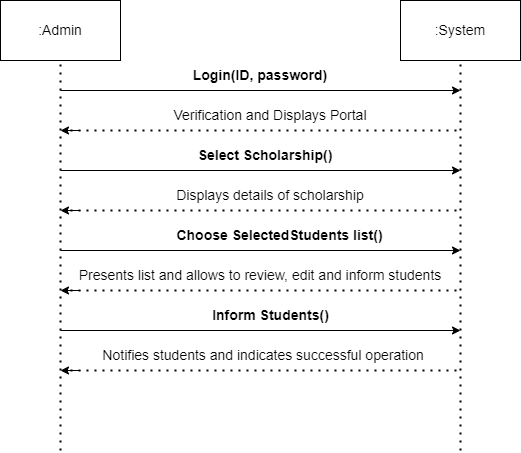 :Admin
:System
Login(ID, password)
Verification and Displays Portal
Select Scholarship()
Displays details of scholarship
Choose SelectedStudents list()
Presents list and allows to review, edit and inform students
Inform Students()
Notifies students and indicates successful operation